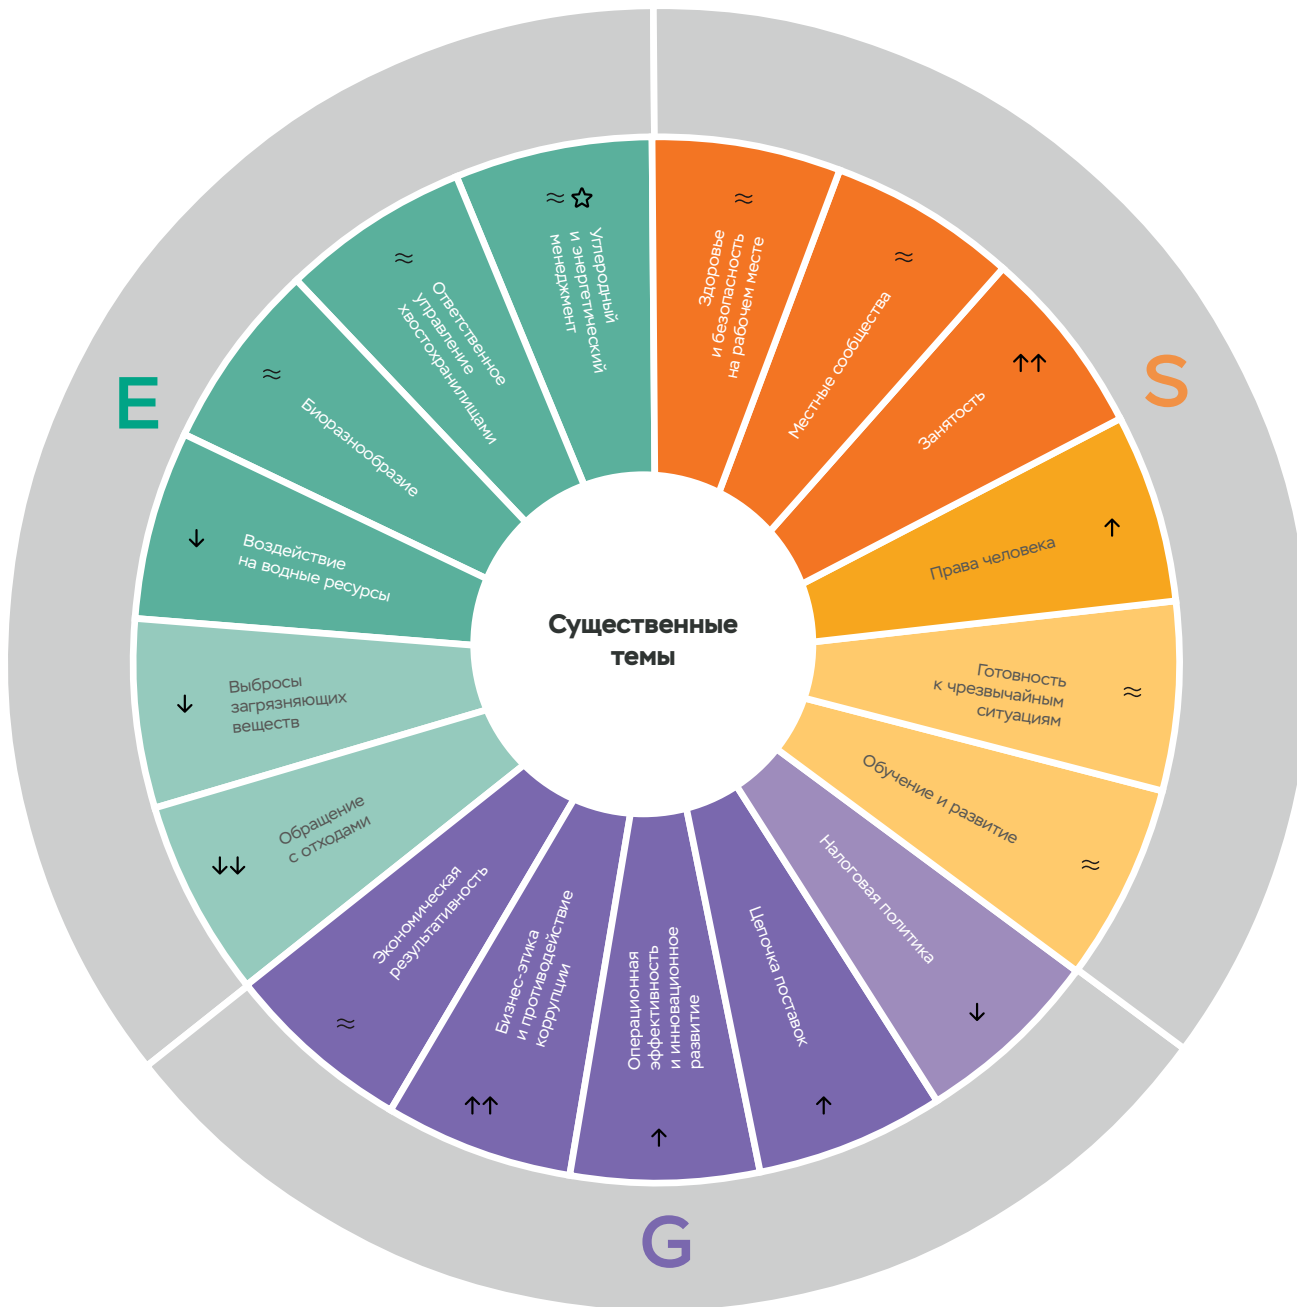 Существенные
темы
E
Углеродный
и энергетический
менеджмент
Ответственное
управление
хвостохранилищами
Биоразнообразие
Воздействие
на водные ресурсы
Выбросы
загрязняющих
веществ
Обращение
с отходами
S
Здоровье
и безопасность
на рабочем месте
Местные сообщества
Занятость
Права человека
Готовность
к чрезвычайным
ситуациям
Обучение и развитие
G
Налоговая политика
Цепочка поставок
Операционная
эффективность
и инновационное
развитие
Бизнес-этика
и противодействие
коррупции
Экономическая
результативность